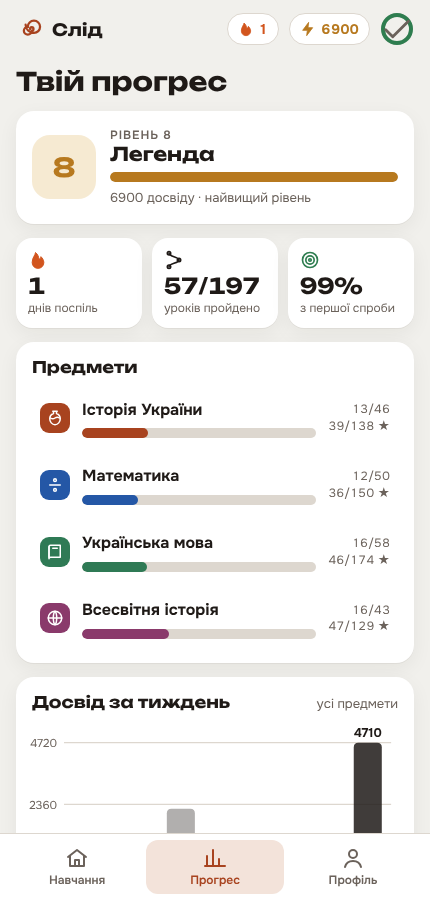 Слід
1
6900
Твій прогрес
8
РІВЕНЬ 8
Легенда
6900 досвіду · найвищий рівень
1
днів поспіль
57/197
уроків пройдено
99%
з першої спроби
Предмети
Історія України
13/46
39/138 ★
Математика
12/50
36/150 ★
Українська мова
16/58
46/174 ★
Всесвітня історія
16/43
47/129 ★
Досвід за тиждень
усі предмети
4710
4720
2360
Навчання
Прогрес
Профіль